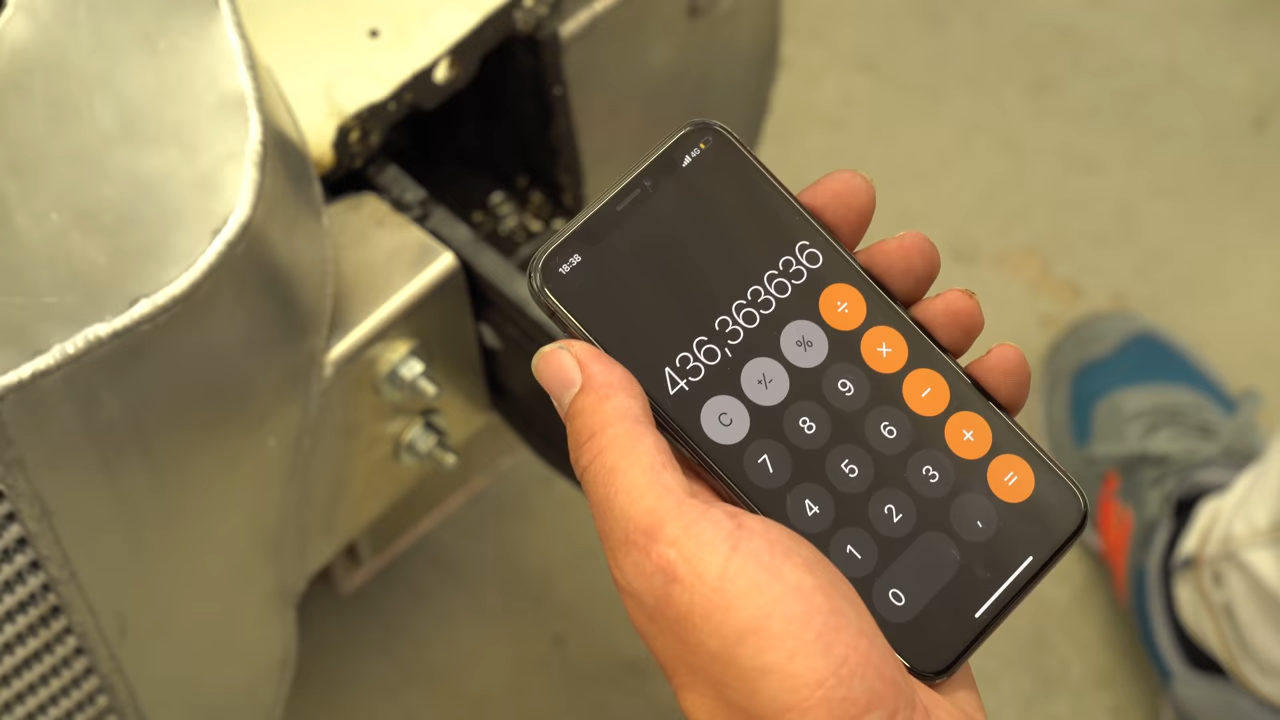 18:38 4G
436,363636
C +/- % ÷
7 8 9 ×
4 5 6 −
1 2 3 +
0 , =